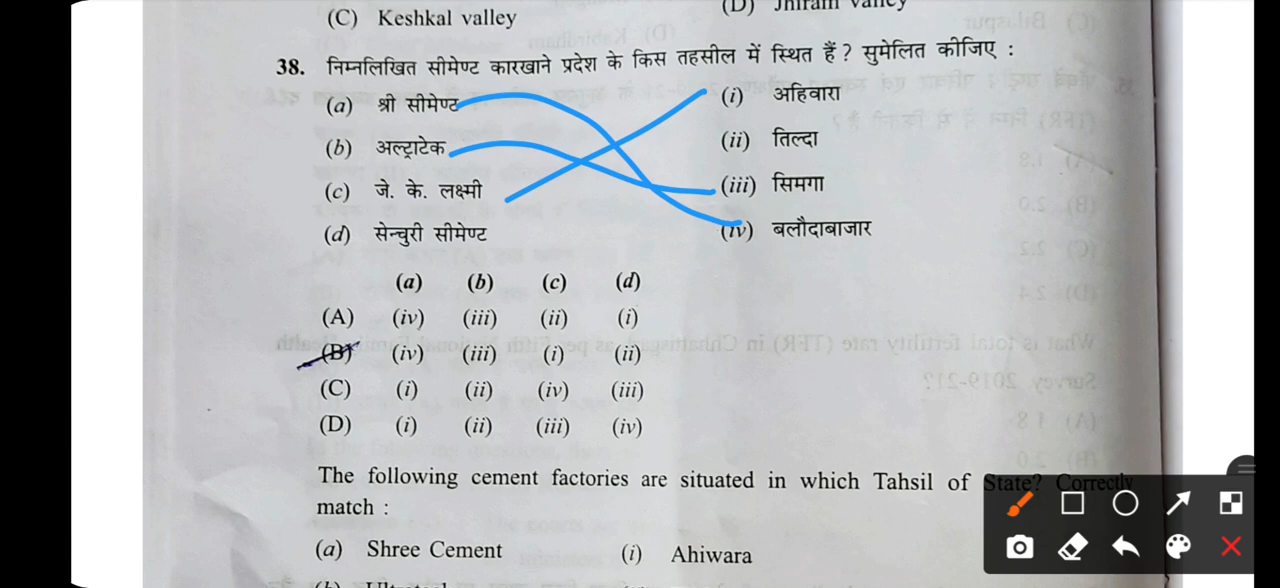 (C) Keshkal valley
(D) Jhiram valley
38. निम्नलिखित सीमेण्ट कारखाने प्रदेश के किस तहसील में स्थित हैं ? सुमेलित कीजिए :
(a) श्री सीमेण्ट (i) अहिवारा
(b) अल्ट्राटेक (ii) तिल्दा
(c) जे. के. लक्ष्मी (iii) सिमगा
(d) सेन्चुरी सीमेण्ट (iv) बलौदाबाजार
(a) (b) (c) (d)
(A) (iv) (iii) (ii) (i)
(B) (iv) (iii) (i) (ii)
(C) (i) (ii) (iv) (iii)
(D) (i) (ii) (iii) (iv)
The following cement factories are situated in which Tahsil of State? Correctly
match :
(a) Shree Cement (i) Ahiwara
(b)